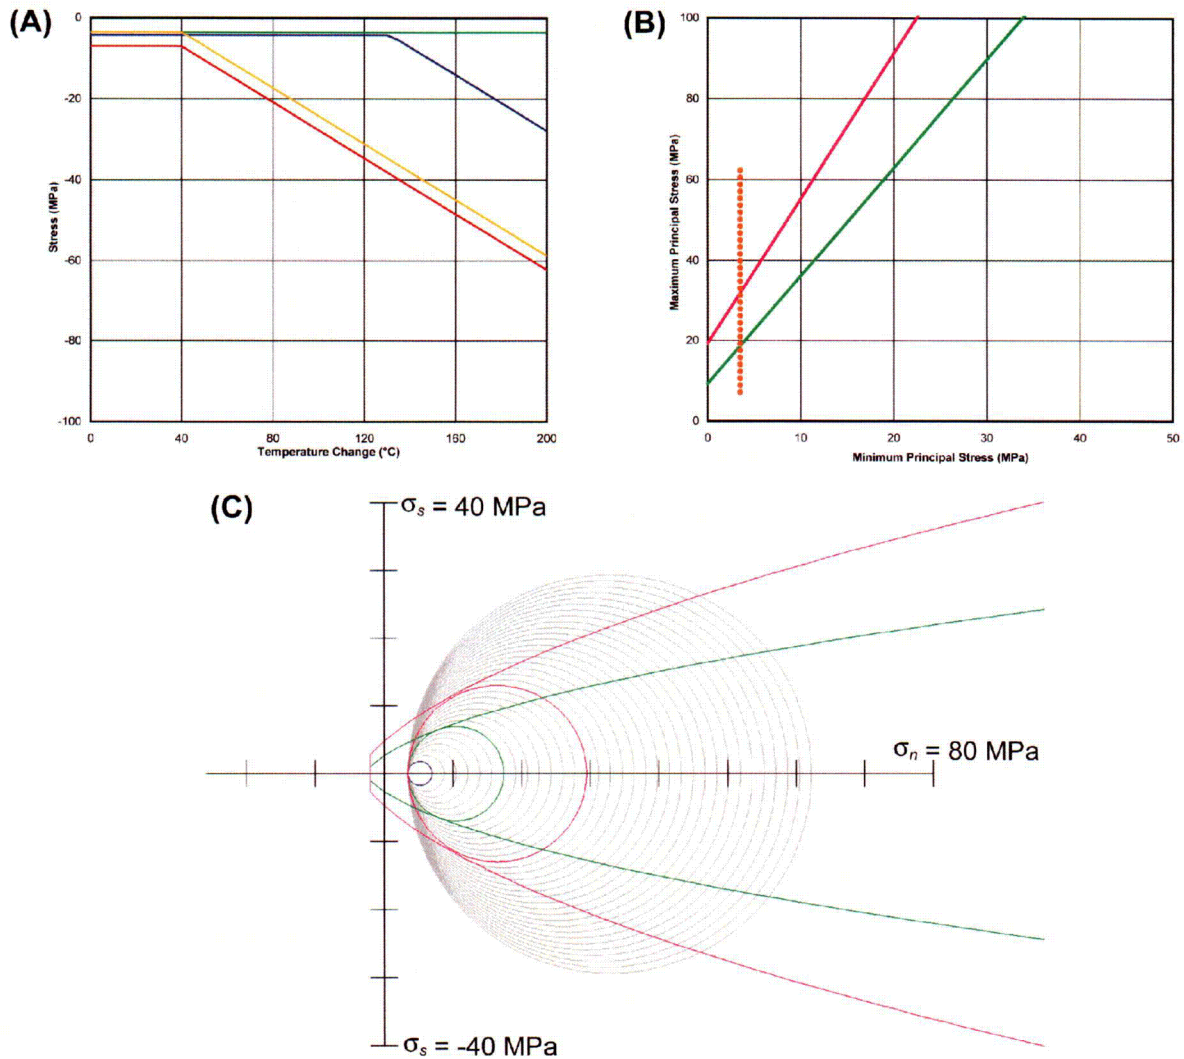 (A)
0
-20
-40
-60
-80
-100
Stress (MPa)
0 40 80 120 160 200
Temperature Change (°C)
(B)
100
80
60
40
20
0
Maximum Principal Stress (MPa)
0 10 20 30 40 50
Minimum Principal Stress (MPa)
(C)
σs = 40 MPa
σn = 80 MPa
σs = -40 MPa